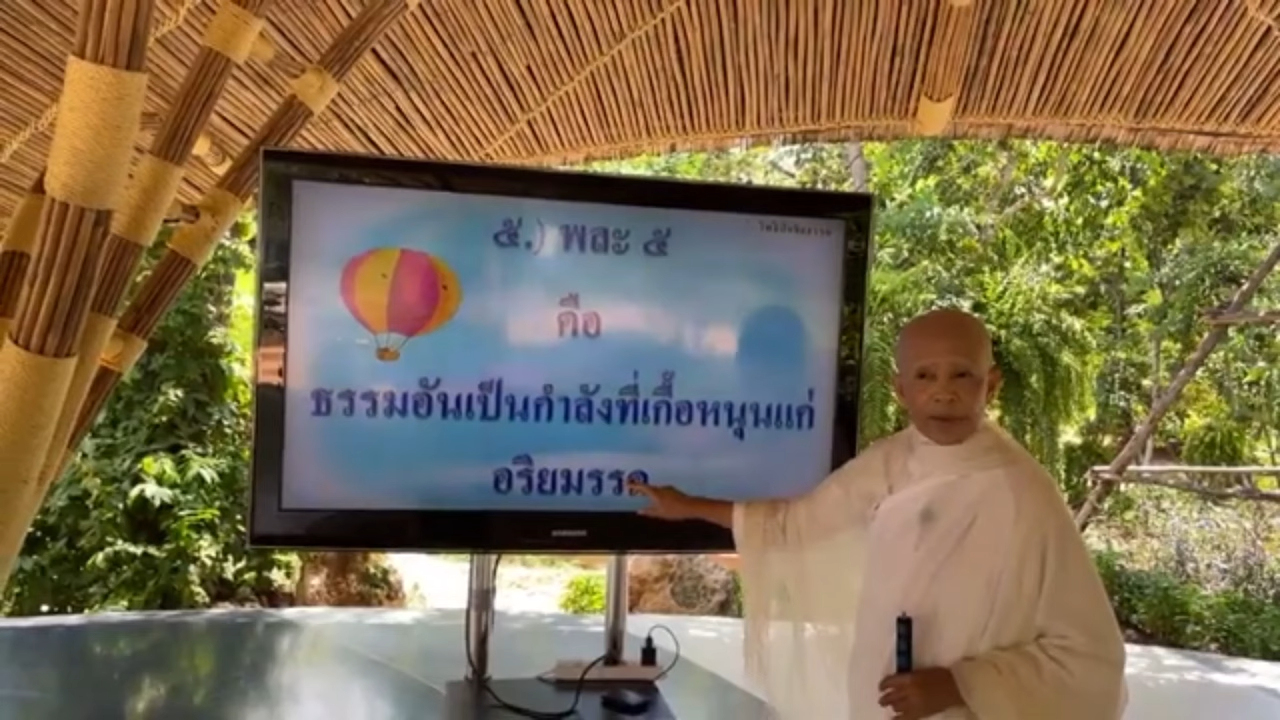 ๕.) พละ ๕
คือ
ธรรมอันเป็นกำลังที่เกื้อหนุนแก่
อริยมรรค
SAMSUNG